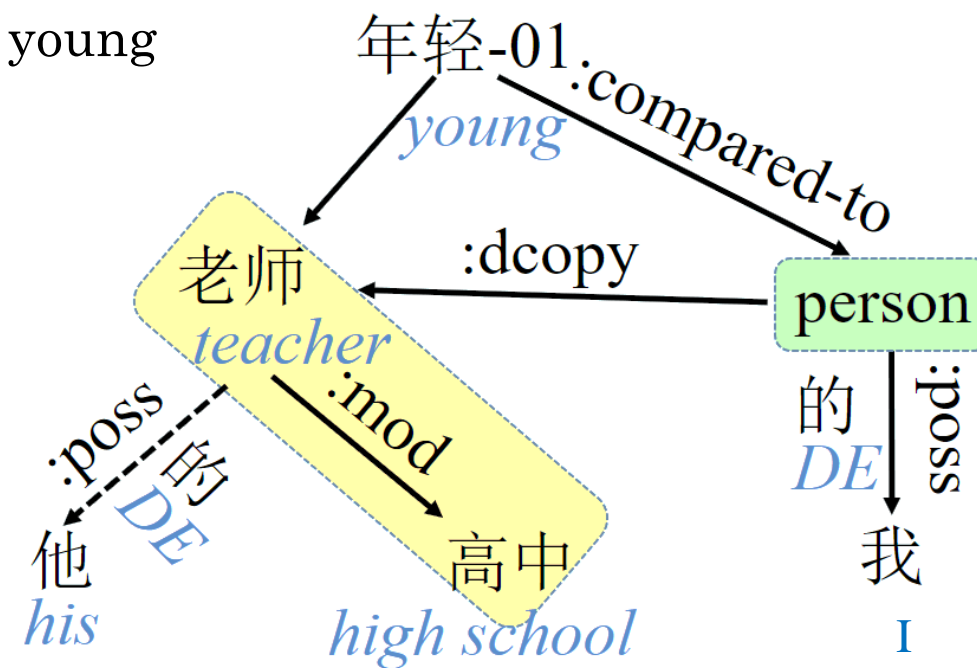 young
年轻-01
:compared-to
young
:dcopy
老师
teacher
person
:mod
:poss
的
DE
:poss
的
DE
他
his
高中
high school
我
I